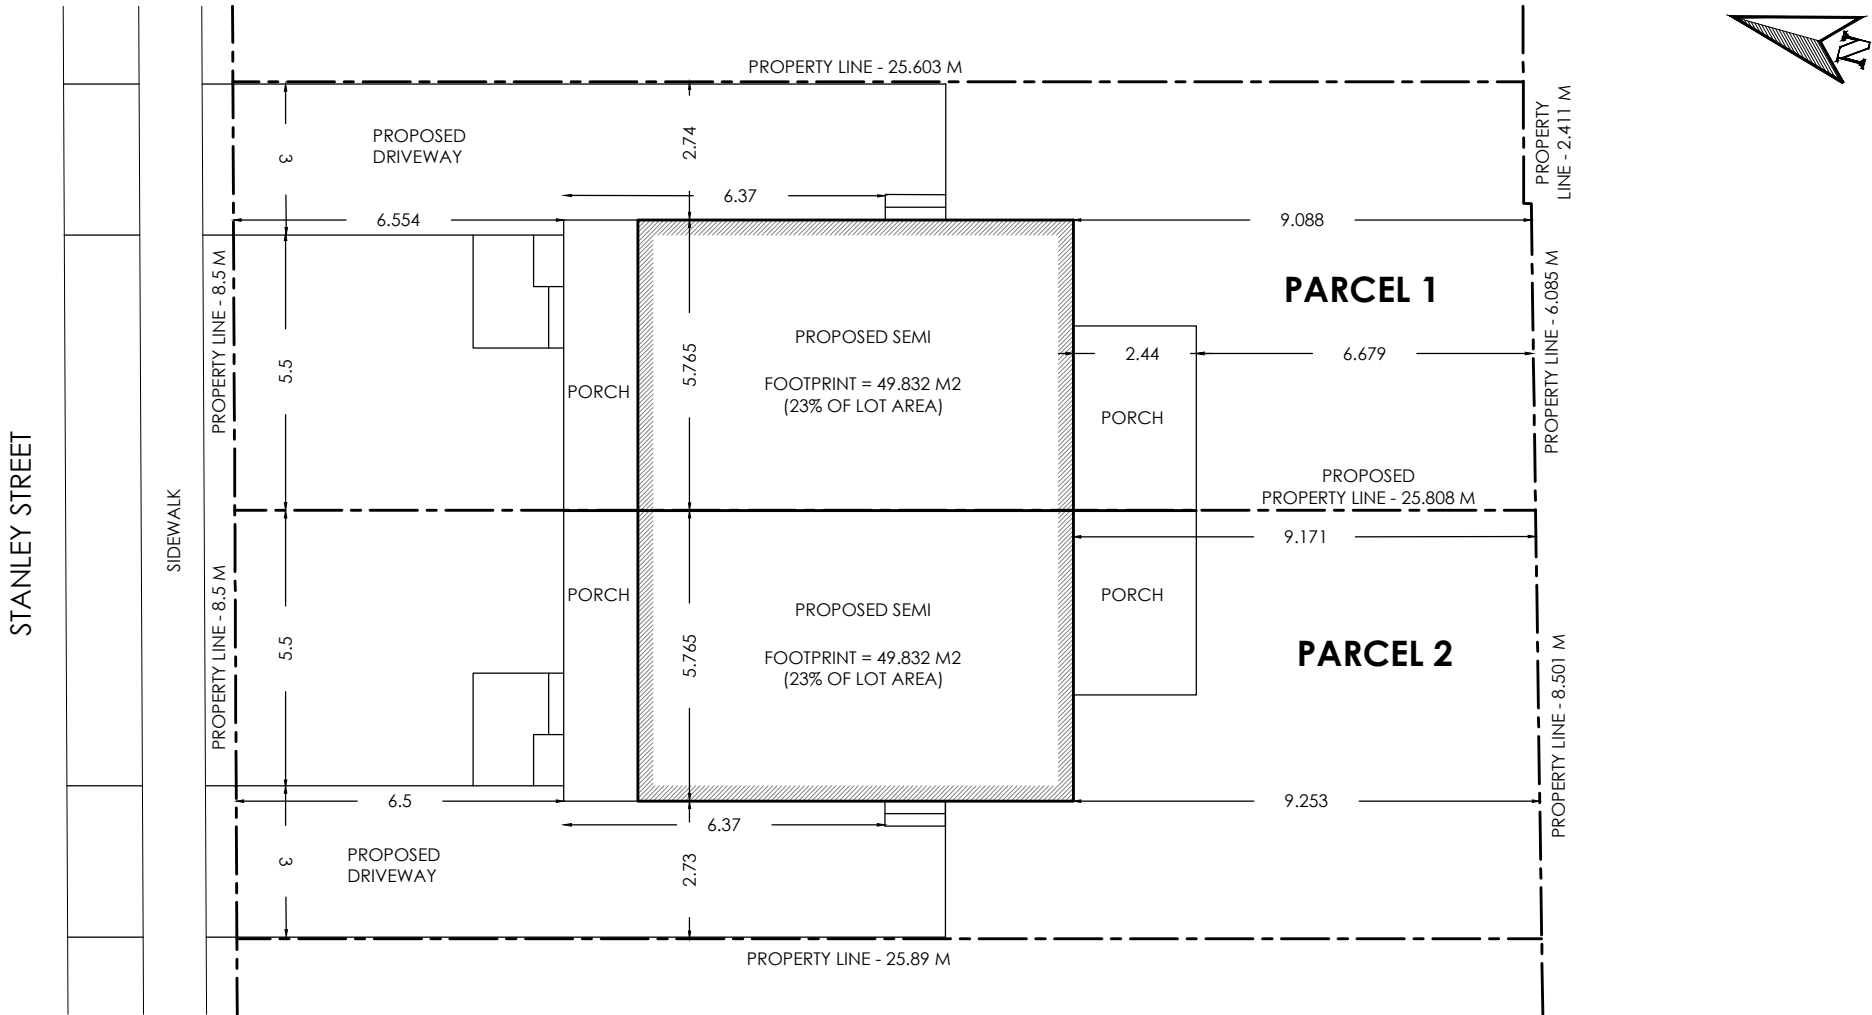 PROPERTY LINE - 25.603 M
N
PROPERTY
LINE - 2.411 M
PROPOSED
DRIVEWAY
3
2.74
6.37
6.554
9.088
PROPERTY LINE - 8.5 M
PARCEL 1
PROPERTY LINE - 6.085 M
5.5
5.765
PROPOSED SEMI
FOOTPRINT = 49.832 M2
(23% OF LOT AREA)
2.44
6.679
PORCH
PORCH
PROPOSED
PROPERTY LINE - 25.808 M
STANLEY STREET
SIDEWALK
9.171
PROPERTY LINE - 8.5 M
5.5
PORCH
5.765
PROPOSED SEMI
FOOTPRINT = 49.832 M2
(23% OF LOT AREA)
PORCH
PARCEL 2
PROPERTY LINE - 8.501 M
6.5
9.253
6.37
3
PROPOSED
DRIVEWAY
2.73
PROPERTY LINE - 25.89 M